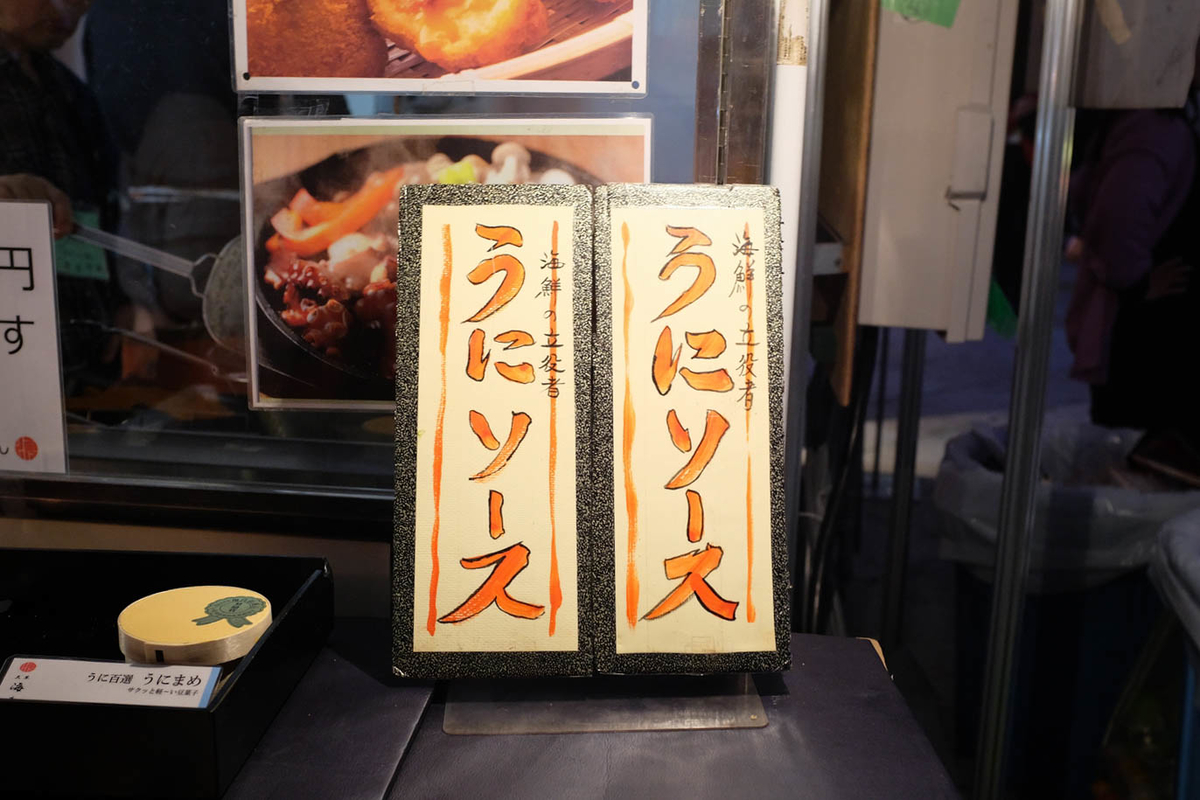 海鮮の立役者
うにソース
海鮮の立役者
うにソース
円
す
うに百選 うにまめ
サクッと軽〜い豆菓子
海